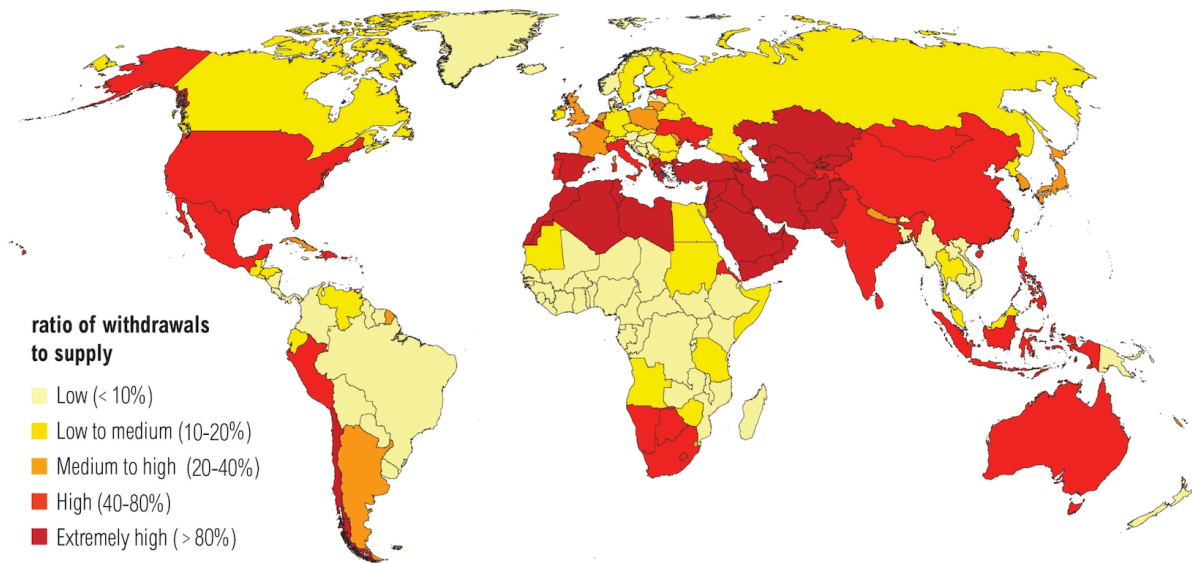 ratio of withdrawals
to supply
Low (< 10%)
Low to medium (10-20%)
Medium to high (20-40%)
High (40-80%)
Extremely high ( > 80%)